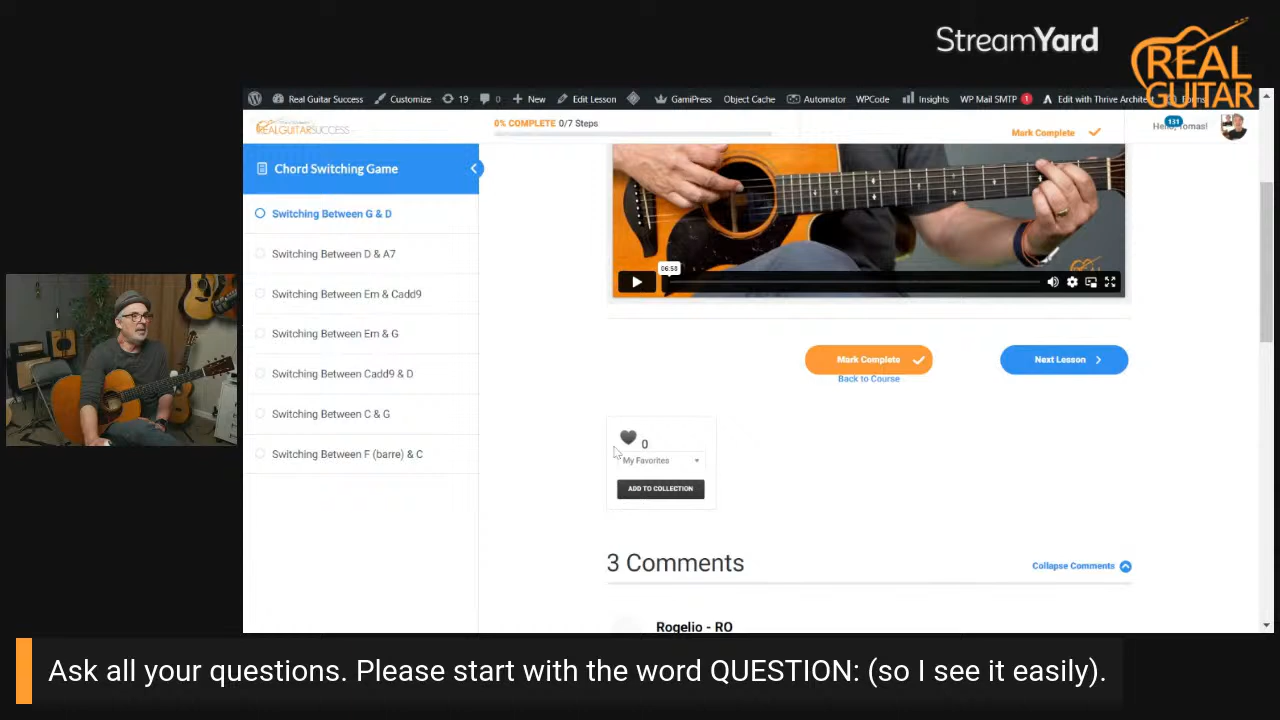 StreamYard
REAL
GUITAR
Real Guitar Success
Customize
19
0
New
Edit Lesson
GamiPress
Object Cache
Automator
WPCode
Insights
WP Mail SMTP
1
Edit with Thrive Architect
REALGUITARSUCCESS
0% COMPLETE 0/7 Steps
Mark Complete
131
Hello, Tomas!
Chord Switching Game
Switching Between G & D
Switching Between D & A7
Switching Between Em & Cadd9
Switching Between Em & G
Switching Between Cadd9 & D
Switching Between C & G
Switching Between F (barre) & C
06:58
Mark Complete
Back to Course
Next Lesson
0
My Favorites
ADD TO COLLECTION
3 Comments
Collapse Comments
Rogelio - RO
Ask all your questions. Please start with the word QUESTION: (so I see it easily).